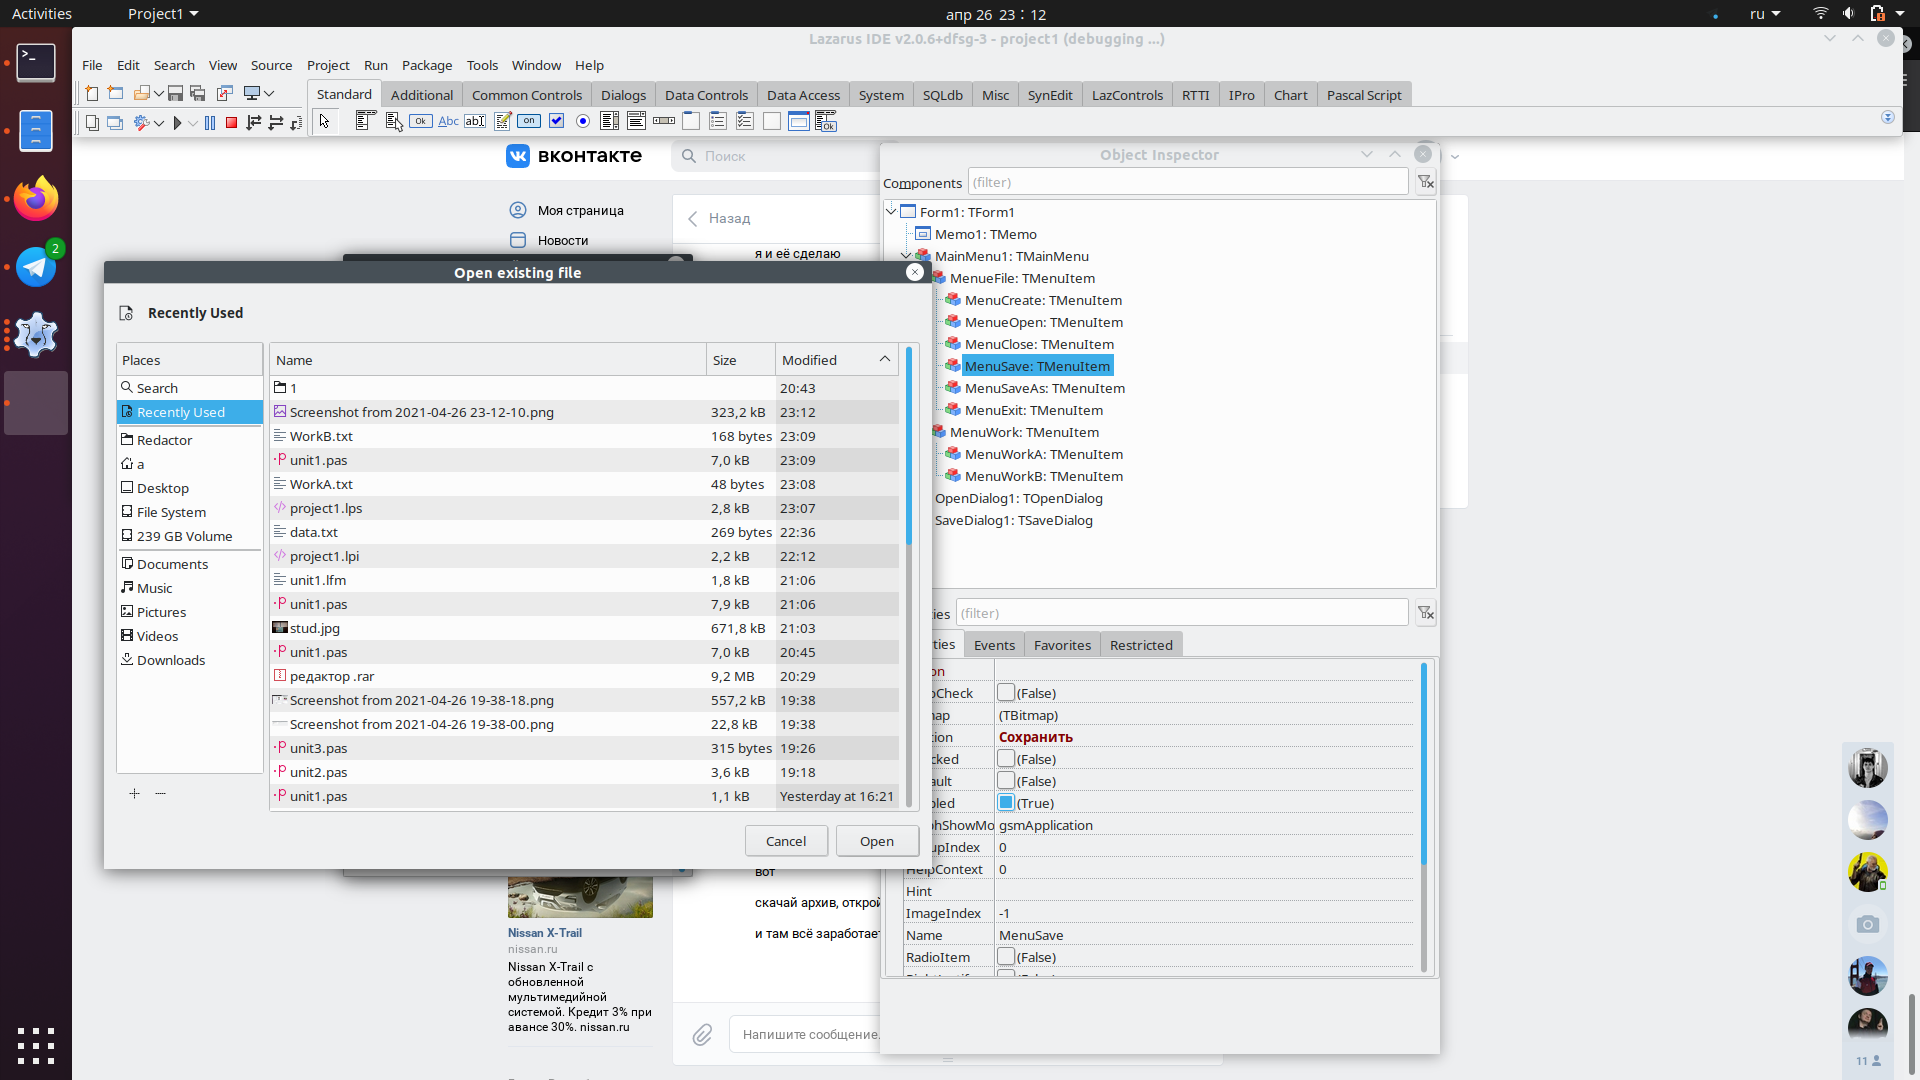 Activities
Project1
апр 26 23 : 12
ru
Lazarus IDE v2.0.6+dfsg-3 - project1 (debugging ...)
File Edit Search View Source Project Run Package Tools Window Help
Standard Additional Common Controls Dialogs Data Controls Data Access System SQLdb Misc SynEdit LazControls RTTI IPro Chart Pascal Script
Ok Abc abI on Ok
2
вконтакте
Поиск
Моя страница
Новости
Назад
я и её сделаю
Object Inspector
Components (filter)
Form1: TForm1
Memo1: TMemo
MainMenu1: TMainMenu
MenueFile: TMenuItem
MenuCreate: TMenuItem
MenueOpen: TMenuItem
MenuClose: TMenuItem
MenuSave: TMenuItem
MenuSaveAs: TMenuItem
MenuExit: TMenuItem
MenuWork: TMenuItem
MenuWorkA: TMenuItem
MenuWorkB: TMenuItem
OpenDialog1: TOpenDialog
SaveDialog1: TSaveDialog
Open existing file
Recently Used
Places
Search
Recently Used
Redactor
a
Desktop
File System
239 GB Volume
Documents
Music
Pictures
Videos
Downloads
Name Size Modified
1 20:43
Screenshot from 2021-04-26 23-12-10.png 323,2 kB 23:12
WorkB.txt 168 bytes 23:09
unit1.pas 7,0 kB 23:09
WorkA.txt 48 bytes 23:08
project1.lps 2,8 kB 23:07
data.txt 269 bytes 22:36
project1.lpi 2,2 kB 22:12
unit1.lfm 1,8 kB 21:06
unit1.pas 7,9 kB 21:06
stud.jpg 671,8 kB 21:03
unit1.pas 7,0 kB 20:45
редактор .rar 9,2 MB 20:29
Screenshot from 2021-04-26 19-38-18.png 557,2 kB 19:38
Screenshot from 2021-04-26 19-38-00.png 22,8 kB 19:38
unit3.pas 315 bytes 19:26
unit2.pas 3,6 kB 19:18
unit1.pas 1,1 kB Yesterday at 16:21
Cancel Open
ies (filter)
ties Events Favorites Restricted
on
oCheck (False)
map (TBitmap)
tion Сохранить
cked (False)
ault (False)
bled (True)
phShowMo gsmApplication
upIndex 0
HelpContext 0
Hint
ImageIndex -1
Name MenuSave
RadioItem (False)
вот
скачай архив, открой
и там всё заработает
Напишите сообщение.
Nissan X-Trail
nissan.ru
Nissan X-Trail с
обновленной
мультимедийной
системой. Кредит 3% при
авансе 30%. nissan.ru
11